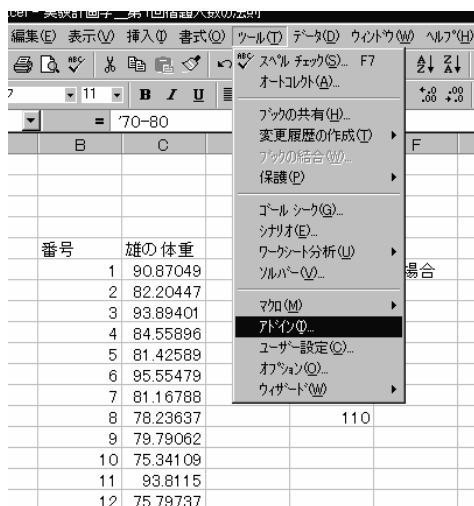 cel - 実験計画学__第1回情報人数の法則
編集(E) 表示(V) 挿入(I) 書式(O) ツール(T) データ(D) ウィンドウ(W) ヘルプ(H)
11 B I U
= '70-80
B C F
番号 雄の体重
1 90.87049 場合
2 82.20447
3 93.89401
4 84.55896
5 81.42589
6 95.55479
7 81.16788
8 78.23637 110
9 79.79062
10 75.34109
11 93.8115
12 75.79737
スペル チェック(S)... F7
オートコレクト(A)...
ブックの共有(H)...
変更履歴の作成(T)
ブックの結合(W)...
保護(P)
ゴール シーク(G)...
シナリオ(E)...
ワークシート分析(U)
ソルバー(V)...
マクロ(M)
アドイン(I)...
ユーザー設定(C)...
オプション(O)...
ウィザード(W)